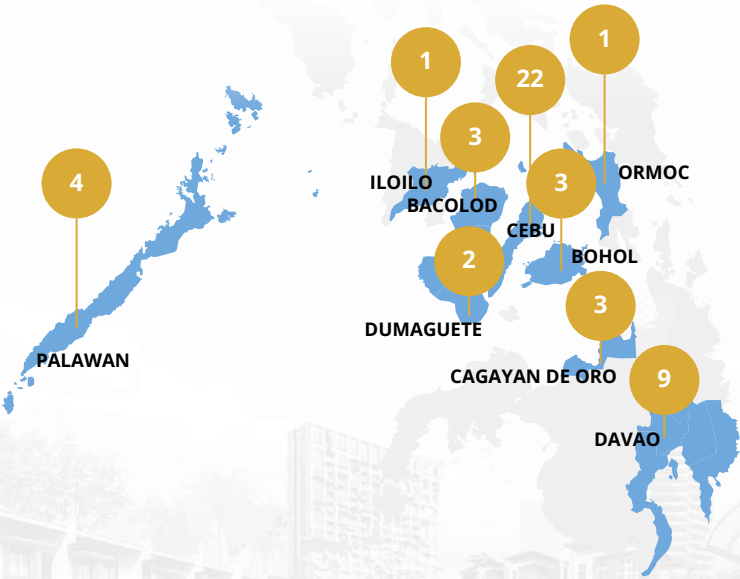 1
1
22
3
4
3
ILOILO
ORMOC
BACOLOD
CEBU
2
BOHOL
3
DUMAGUETE
PALAWAN
CAGAYAN DE ORO
9
DAVAO